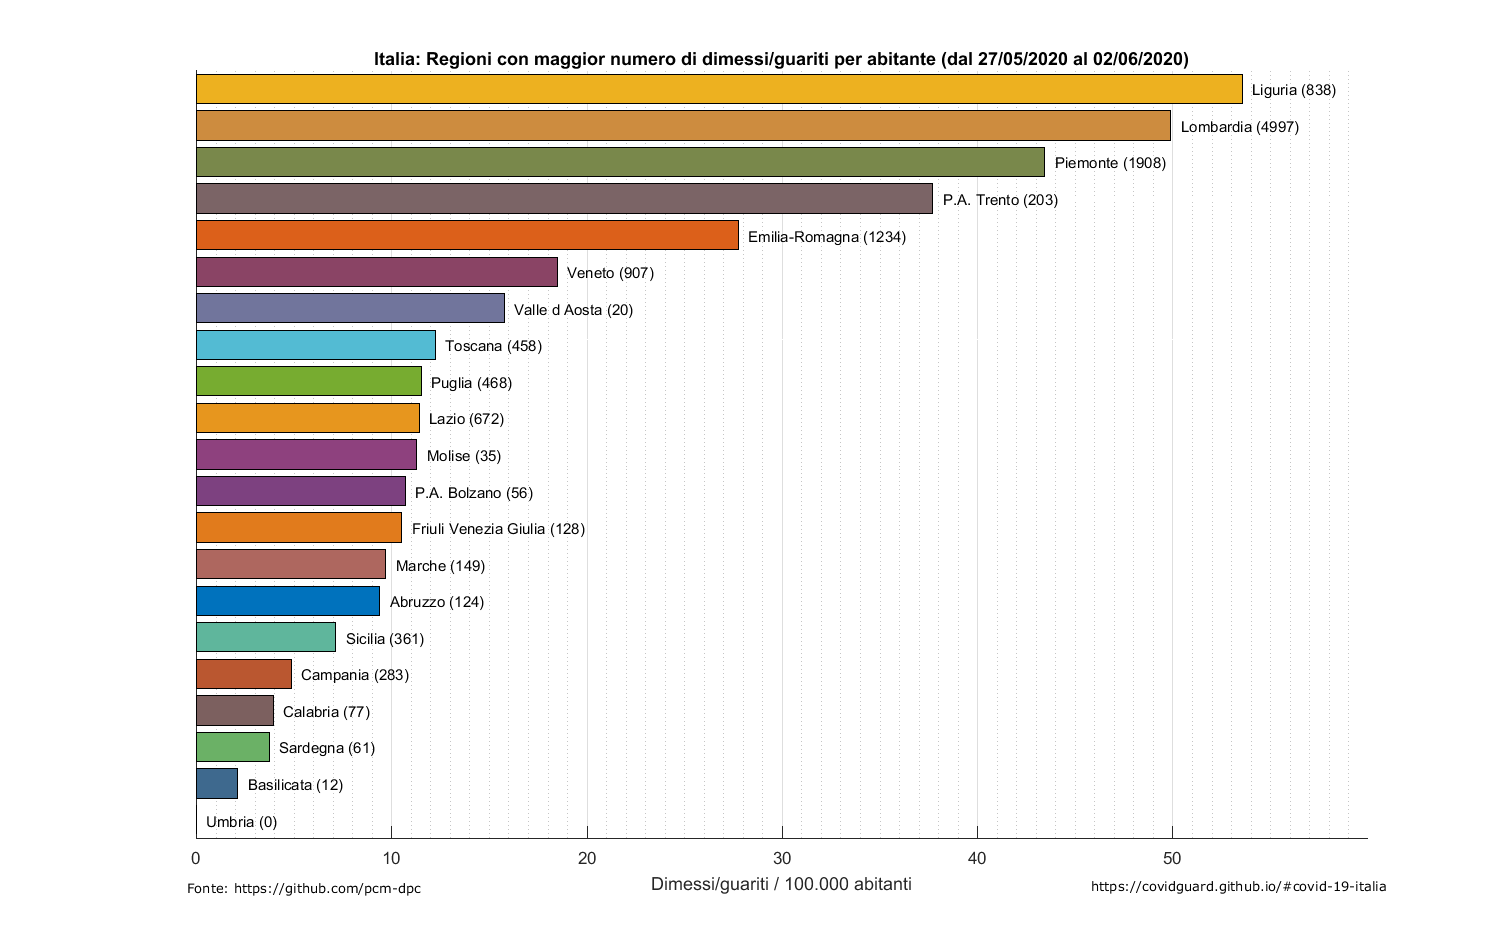 Italia: Regioni con maggior numero di dimessi/guariti per abitante (dal 27/05/2020 al 02/06/2020)
Liguria (838)
Lombardia (4997)
Piemonte (1908)
P.A. Trento (203)
Emilia-Romagna (1234)
Veneto (907)
Valle d Aosta (20)
Toscana (458)
Puglia (468)
Lazio (672)
Molise (35)
P.A. Bolzano (56)
Friuli Venezia Giulia (128)
Marche (149)
Abruzzo (124)
Sicilia (361)
Campania (283)
Calabria (77)
Sardegna (61)
Basilicata (12)
Umbria (0)
0 10 20 30 40 50
Dimessi/guariti / 100.000 abitanti
Fonte: https://github.com/pcm-dpc
https://covidguard.github.io/#covid-19-italia